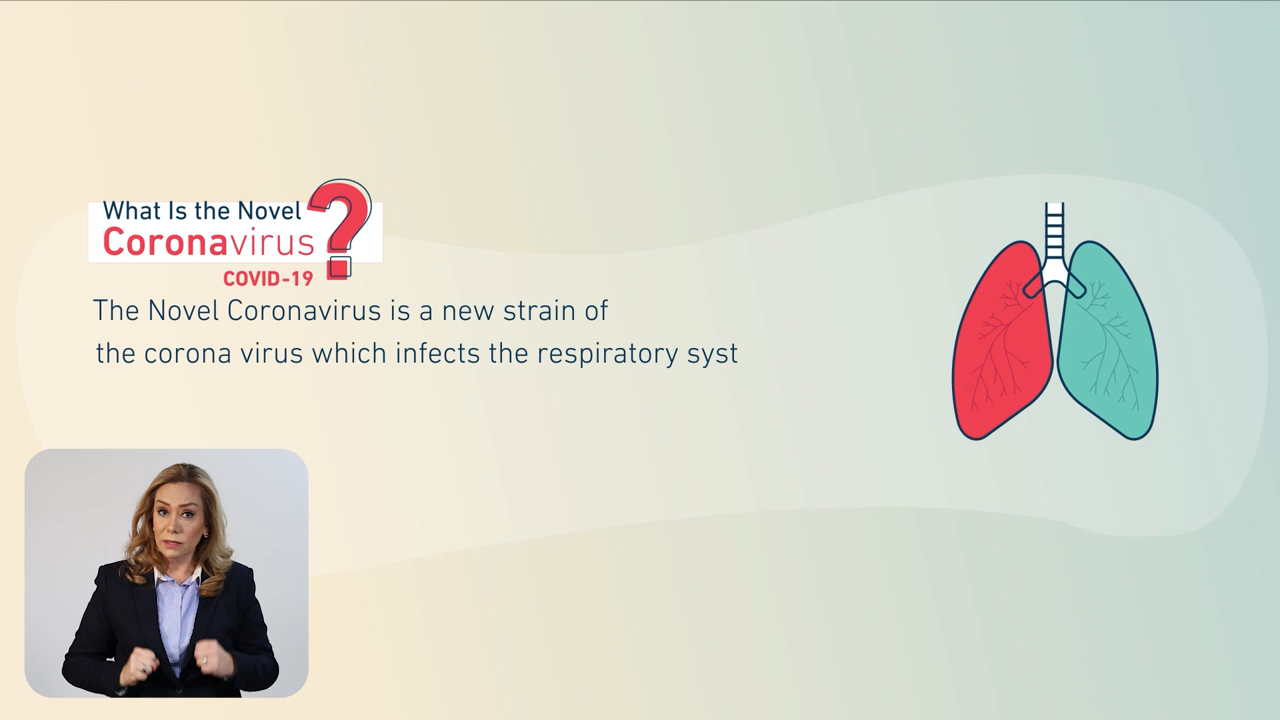 What Is the Novel
Coronavirus?
COVID-19
The Novel Coronavirus is a new strain of
the corona virus which infects the respiratory syst